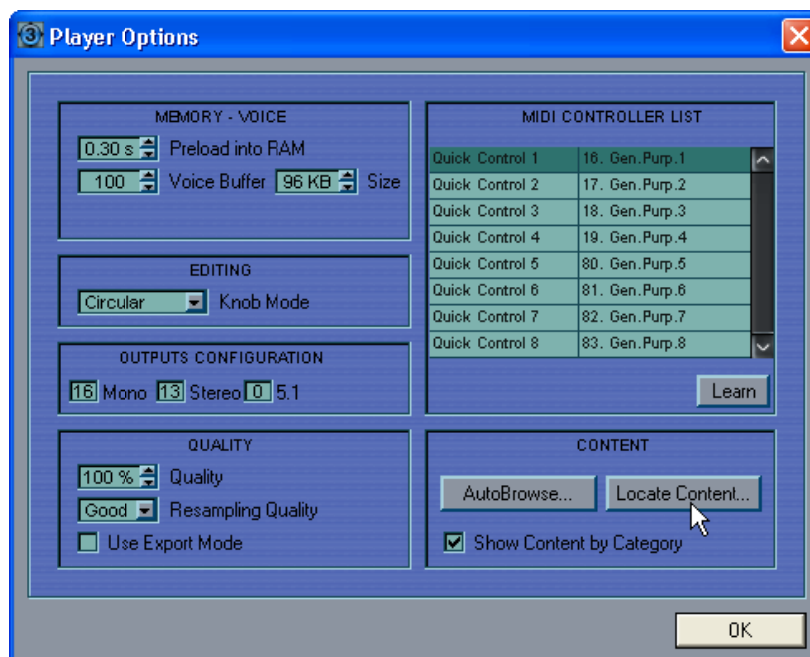 3 Player Options
MEMORY - VOICE
0.30 s Preload into RAM
100 Voice Buffer 96 KB Size
EDITING
Circular Knob Mode
OUTPUTS CONFIGURATION
16 Mono 13 Stereo 0 5.1
QUALITY
100 % Quality
Good Resampling Quality
Use Export Mode
MIDI CONTROLLER LIST
Quick Control 1 16. Gen.Purp.1
Quick Control 2 17. Gen.Purp.2
Quick Control 3 18. Gen.Purp.3
Quick Control 4 19. Gen.Purp.4
Quick Control 5 80. Gen.Purp.5
Quick Control 6 81. Gen.Purp.6
Quick Control 7 82. Gen.Purp.7
Quick Control 8 83. Gen.Purp.8
Learn
CONTENT
AutoBrowse... Locate Content...
Show Content by Category
OK